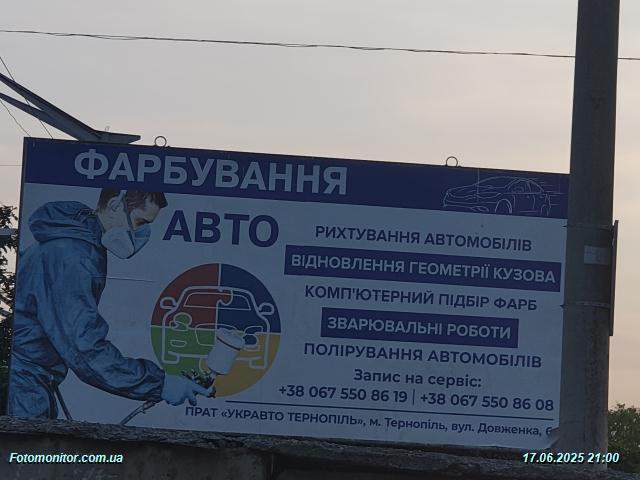 ФАРБУВАННЯ
АВТО
РИХТУВАННЯ АВТОМОБІЛІВ
ВІДНОВЛЕННЯ ГЕОМЕТРІЇ КУЗОВА
КОМП'ЮТЕРНИЙ ПІДБІР ФАРБ
ЗВАРЮВАЛЬНІ РОБОТИ
ПОЛІРУВАННЯ АВТОМОБІЛІВ
Запис на сервіс:
+38 067 550 86 19 | +38 067 550 86 08
ПРАТ «УКРАВТО ТЕРНОПІЛЬ», м. Тернопіль, вул. Довженка,
Fotomonitor.com.ua
17.06.2025 21:00